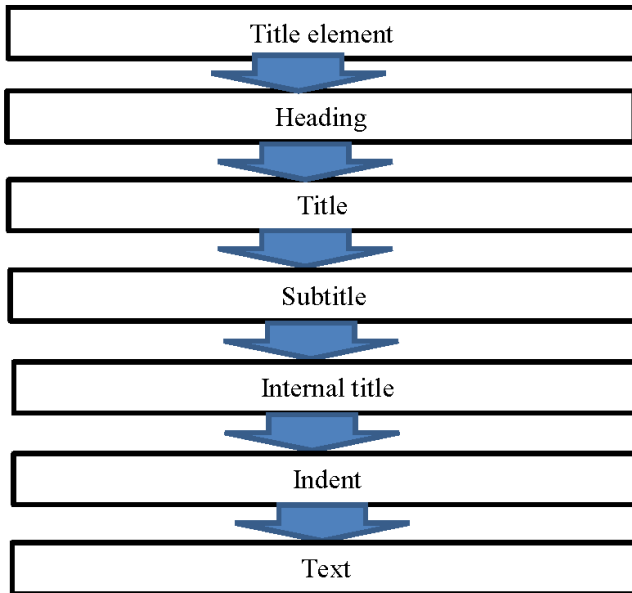 Title element
Heading
Title
Subtitle
Internal title
Indent
Text